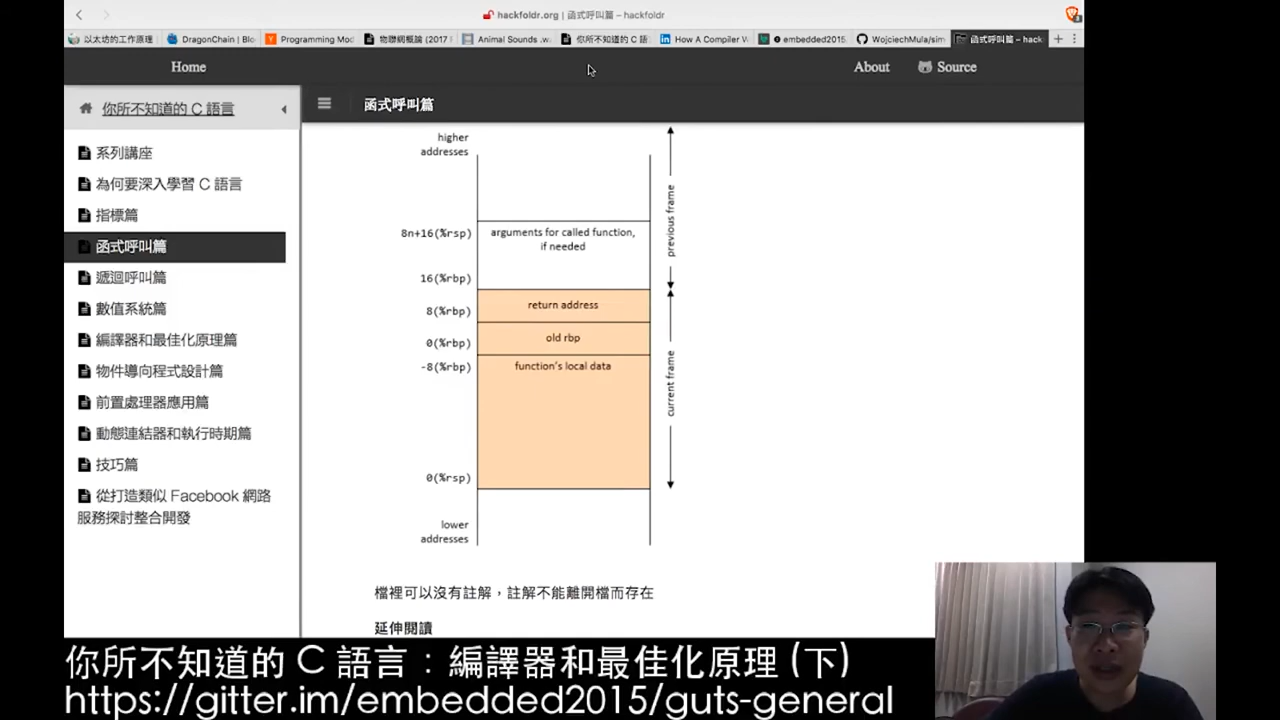 hackfoldr.org | 函式呼叫篇 – hackfoldr
以太坊的工作原理
DragonChain | Blo
Programming Mod
物聯網概論 (2017
Animal Sounds .w
你所不知道的 C 語
How A Compiler W
embedded2015
WojciechMula/sim
函式呼叫篇 – hack
Home
About
Source
你所不知道的 C 語言
函式呼叫篇
系列講座
為何要深入學習 C 語言
指標篇
函式呼叫篇
遞迴呼叫篇
數值系統篇
編譯器和最佳化原理篇
物件導向程式設計篇
前置處理器應用篇
動態連結器和執行時期篇
技巧篇
從打造類似 Facebook 網路
服務探討整合開發
higher
addresses
8n+16(%rsp)
arguments for called function,
if needed
previous frame
16(%rbp)
8(%rbp)
return address
0(%rbp)
old rbp
-8(%rbp)
function's local data
current frame
0(%rsp)
lower
addresses
檔裡可以沒有註解，註解不能離開檔而存在
延伸閱讀
你所不知道的 C 語言：編譯器和最佳化原理 (下)
https://gitter.im/embedded2015/guts-general